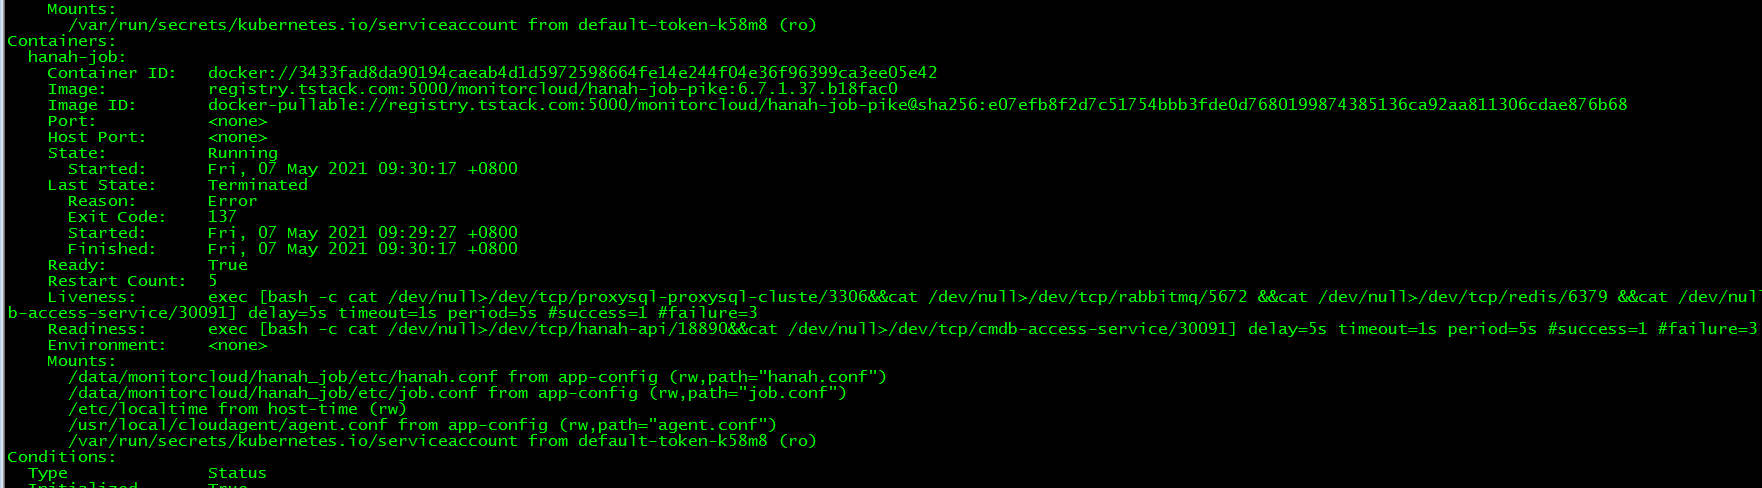 Mounts:
/var/run/secrets/kubernetes.io/serviceaccount from default-token-k58m8 (ro)
Containers:
hanah-job:
Container ID: docker://3433fad8da90194caeab4d1d5972598664fe14e244f04e36f96399ca3ee05e42
Image: registry.tstack.com:5000/monitorcloud/hanah-job-pike:6.7.1.37.b18fac0
Image ID: docker-pullable://registry.tstack.com:5000/monitorcloud/hanah-job-pike@sha256:e07efb8f2d7c51754bbb3fde0d7680199874385136ca92aa811306cdae876b68
Port: <none>
Host Port: <none>
State: Running
Started: Fri, 07 May 2021 09:30:17 +0800
Last State: Terminated
Reason: Error
Exit Code: 137
Started: Fri, 07 May 2021 09:29:27 +0800
Finished: Fri, 07 May 2021 09:30:17 +0800
Ready: True
Restart Count: 5
Liveness: exec [bash -c cat /dev/null>/dev/tcp/proxysql-proxysql-cluste/3306&&cat /dev/null>/dev/tcp/rabbitmq/5672 &&cat /dev/null>/dev/tcp/redis/6379 &&cat /dev/nul
b-access-service/30091] delay=5s timeout=1s period=5s #success=1 #failure=3
Readiness: exec [bash -c cat /dev/null>/dev/tcp/hanah-api/18890&&cat /dev/null>/dev/tcp/cmdb-access-service/30091] delay=5s timeout=1s period=5s #success=1 #failure=3
Environment: <none>
Mounts:
/data/monitorcloud/hanah_job/etc/hanah.conf from app-config (rw,path="hanah.conf")
/data/monitorcloud/hanah_job/etc/job.conf from app-config (rw,path="job.conf")
/etc/localtime from host-time (rw)
/usr/local/cloudagent/agent.conf from app-config (rw,path="agent.conf")
/var/run/secrets/kubernetes.io/serviceaccount from default-token-k58m8 (ro)
Conditions:
Type Status
Initialized True